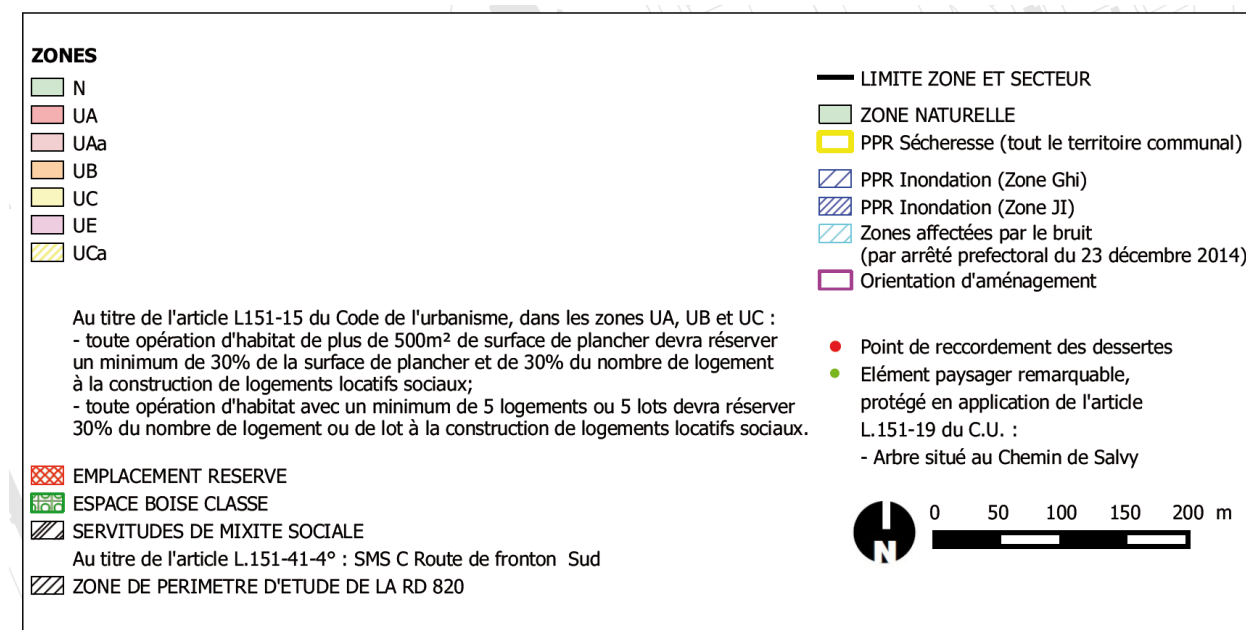 ZONES
N
UA
UAa
UB
UC
UE
UCa
Au titre de l'article L151-15 du Code de l'urbanisme, dans les zones UA, UB et UC :
- toute opération d'habitat de plus de 500m² de surface de plancher devra réserver
un minimum de 30% de la surface de plancher et de 30% du nombre de logement
à la construction de logements locatifs sociaux;
- toute opération d'habitat avec un minimum de 5 logements ou 5 lots devra réserver
30% du nombre de logement ou de lot à la construction de logements locatifs sociaux.
EMPLACEMENT RESERVE
ESPACE BOISE CLASSE
SERVITUDES DE MIXITE SOCIALE
Au titre de l'article L.151-41-4° : SMS C Route de fronton Sud
ZONE DE PERIMETRE D'ETUDE DE LA RD 820
LIMITE ZONE ET SECTEUR
ZONE NATURELLE
PPR Sécheresse (tout le territoire communal)
PPR Inondation (Zone Ghi)
PPR Inondation (Zone JI)
Zones affectées par le bruit
(par arrêté prefectoral du 23 décembre 2014)
Orientation d'aménagement
Point de reccordement des dessertes
Elément paysager remarquable,
protégé en application de l'article
L.151-19 du C.U. :
- Arbre situé au Chemin de Salvy
0 50 100 150 200 m
N